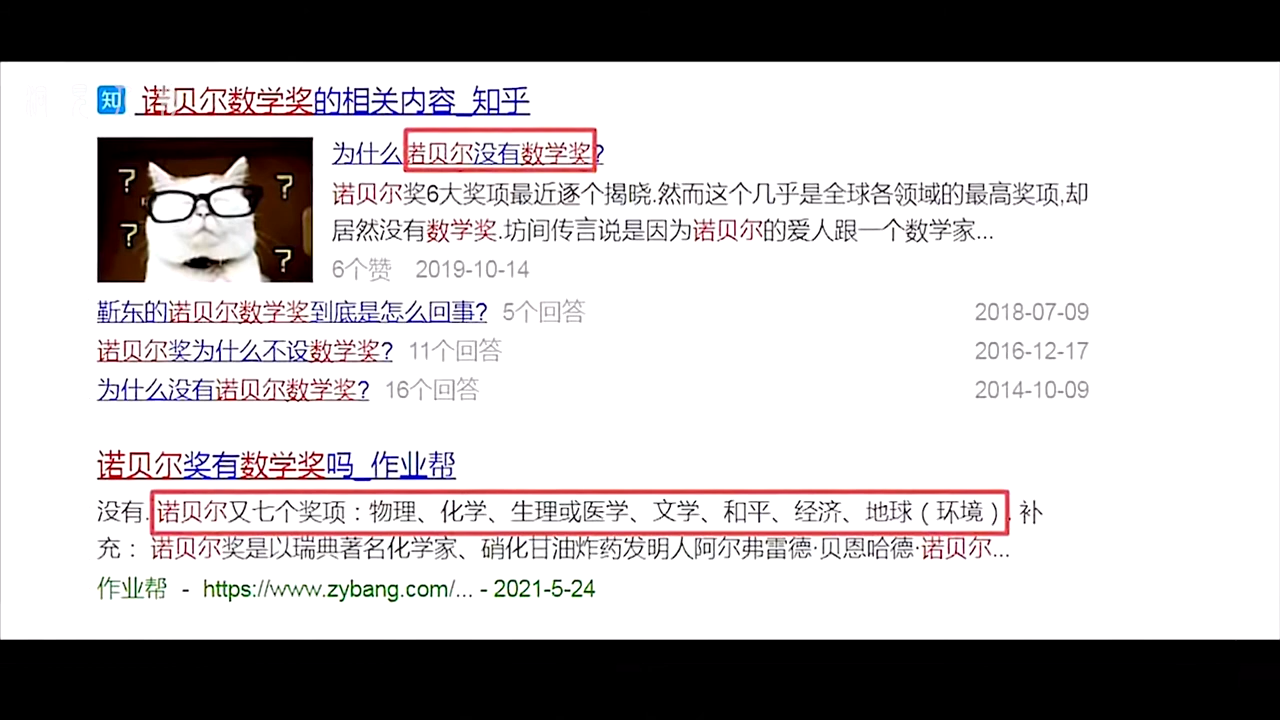 知 诺贝尔数学奖的相关内容_知乎
为什么诺贝尔没有数学奖?
诺贝尔奖6大奖项最近逐个揭晓.然而这个几乎是全球各领域的最高奖项,却
居然没有数学奖.坊间传言说是因为诺贝尔的爱人跟一个数学家...
6个赞 2019-10-14
? ? ? ?
靳东的诺贝尔数学奖到底是怎么回事? 5个回答 2018-07-09
诺贝尔奖为什么不设数学奖? 11个回答 2016-12-17
为什么没有诺贝尔数学奖? 16个回答 2014-10-09
诺贝尔奖有数学奖吗_作业帮
没有.诺贝尔又七个奖项：物理、化学、生理或医学、文学、和平、经济、地球（环境）. 补
充： 诺贝尔奖是以瑞典著名化学家、硝化甘油炸药发明人阿尔弗雷德·贝恩哈德·诺贝尔...
作业帮 - https://www.zybang.com/... - 2021-5-24